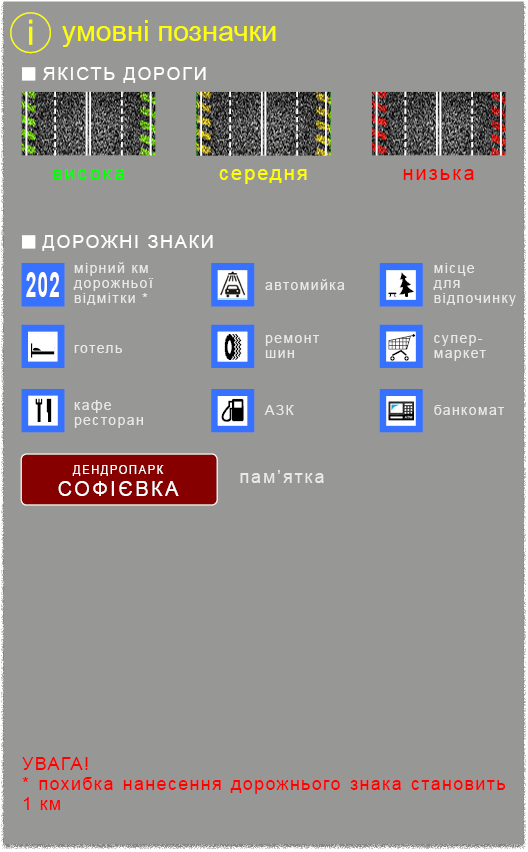 i умовні позначки
ЯКІСТЬ ДОРОГИ
висока середня низька
ДОРОЖНІ ЗНАКИ
202
мірний км
дорожньої
відмітки *
автомийка
місце
для
відпочинку
готель
ремонт
шин
супер-
маркет
кафе
ресторан
АЗК
банкомат
ДЕНДРОПАРК
СОФІЄВКА
пам'ятка
УВАГА!
* похибка нанесення дорожнього знака становить
1 км